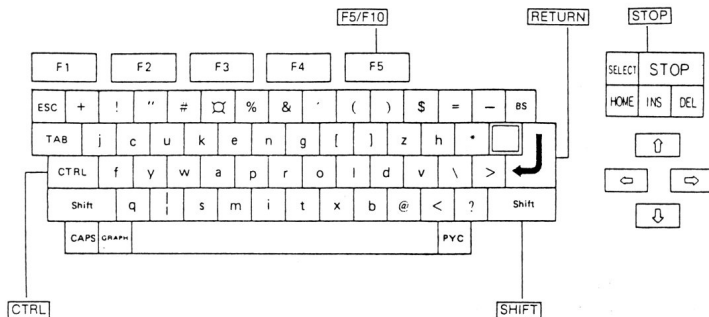 F5/F10 RETURN STOP
F1 F2 F3 F4 F5
SELECT STOP
ESC + ! " # ¤ % & ´ ( ) $ = − BS
HOME INS DEL
TAB j c u k e n g [ ] z h *
CTRL f y w a p r o l d v \ >
Shift q ¦ s m i t x b @ < ? Shift
CAPS GRAPH PYC
CTRL SHIFT